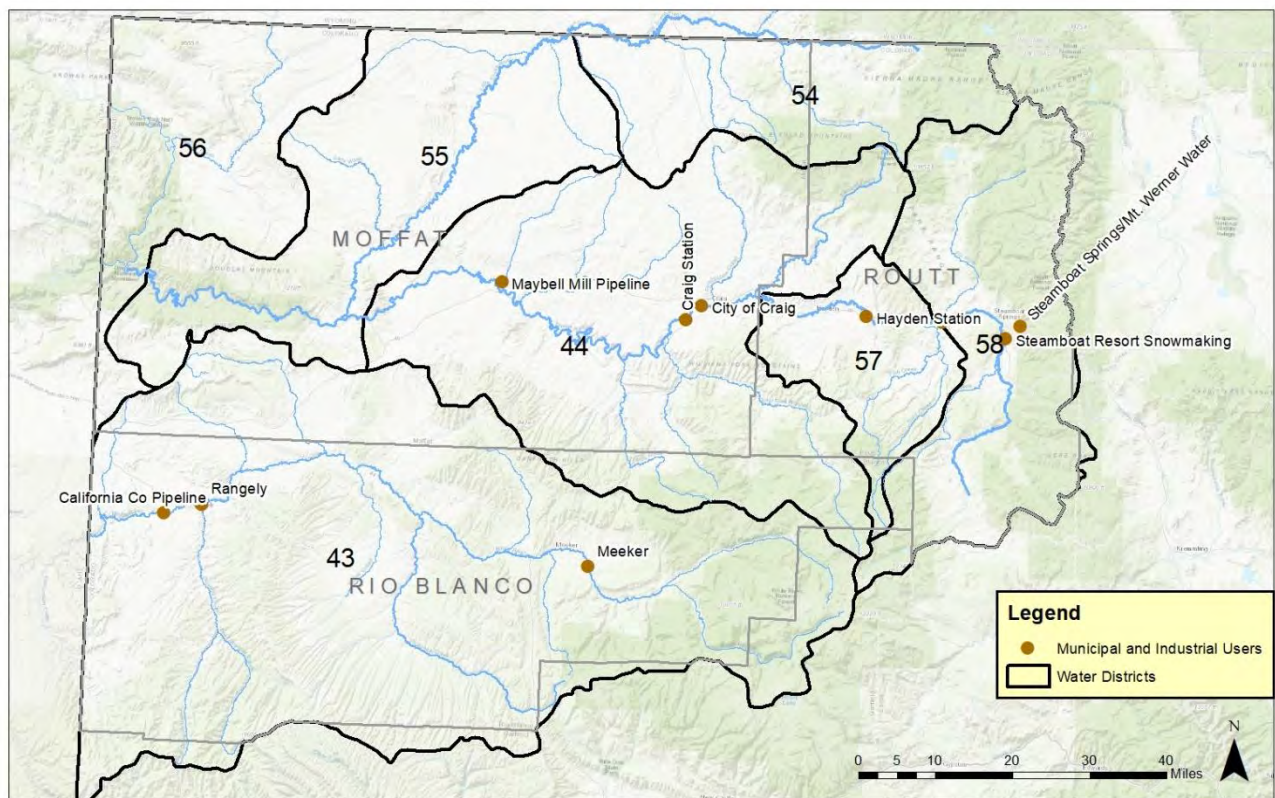 54
56
55
MOFFAT
Steamboat Springs/Mt. Werner Water
ROUTT
Maybell Mill Pipeline
Craig Station
City of Craig
Hayden Station
44
57
58
Steamboat Resort Snowmaking
California Co Pipeline
Rangely
43
RIO BLANCO
Meeker
Legend
Municipal and Industrial Users
Water Districts
N
0 5 10 20 30 40
Miles